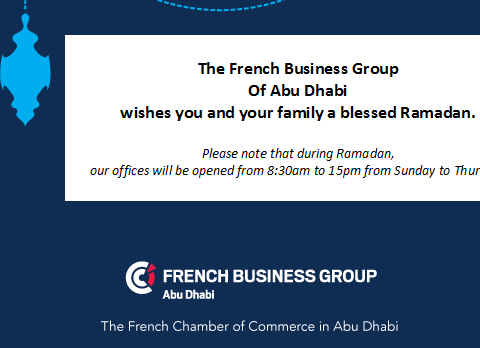 The French Business Group
Of Abu Dhabi
wishes you and your family a blessed Ramadan.
Please note that during Ramadan,
our offices will be opened from 8:30am to 15pm from Sunday to Thur
FRENCH BUSINESS GROUP
Abu Dhabi
The French Chamber of Commerce in Abu Dhabi